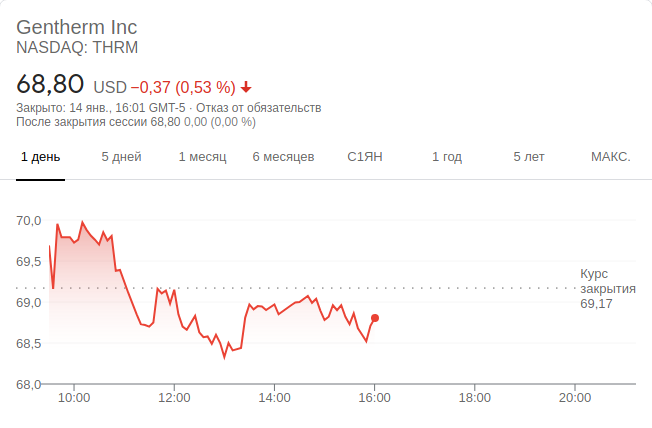 Gentherm Inc
NASDAQ: THRM
68,80 USD −0,37 (0,53 %)
Закрыто: 14 янв., 16:01 GMT-5 · Отказ от обязательств
После закрытия сессии 68,80 0,00 (0,00 %)
1 день 5 дней 1 месяц 6 месяцев С1ЯН 1 год 5 лет МАКС.
70,0
69,5
Курс
закрытия
69,17
69,0
68,5
68,0
10:00 12:00 14:00 16:00 18:00 20:00